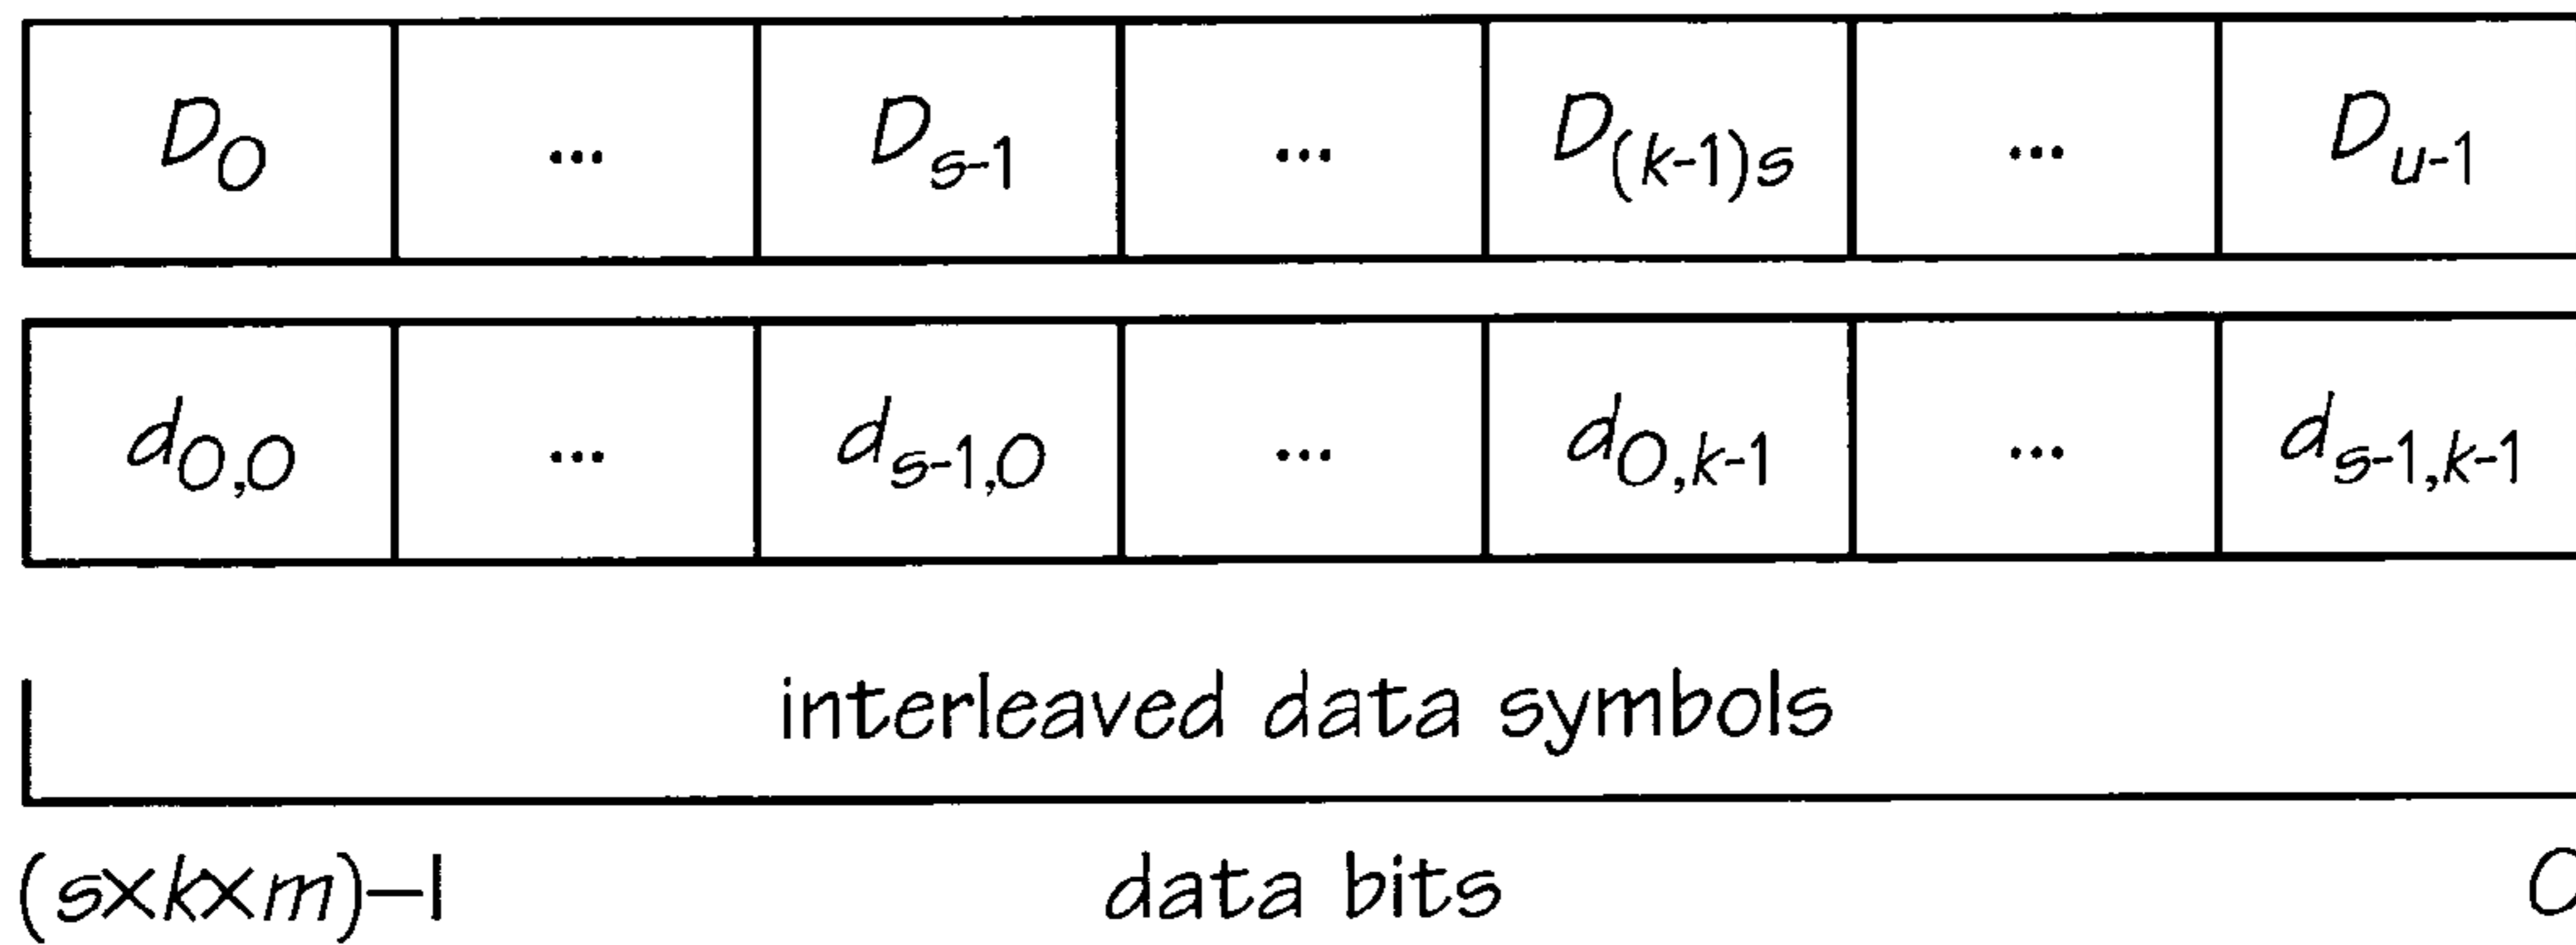 D0 ... Ds-1 ... D(k-1)s ... Du-1
d0,0 ... ds-1,0 ... d0,k-1 ... ds-1,k-1
interleaved data symbols
(s×k×m)–1 data bits 0